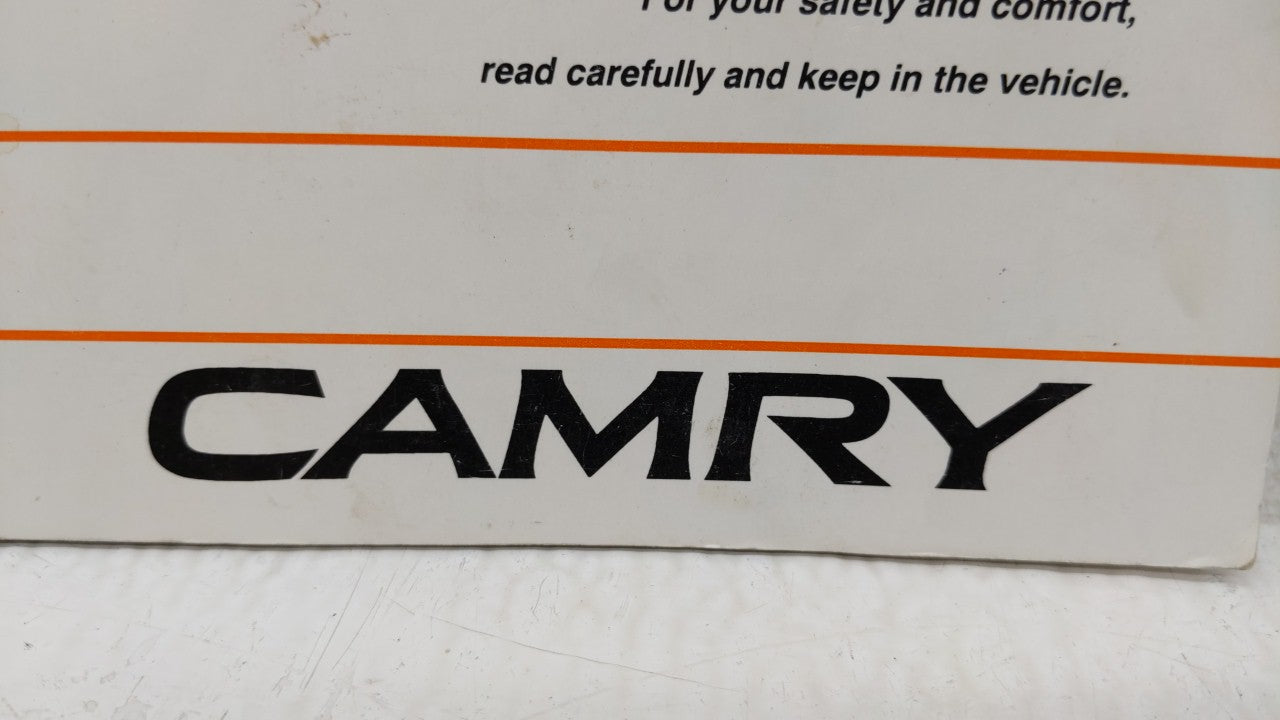 For your safety and comfort,
read carefully and keep in the vehicle.
CAMRY